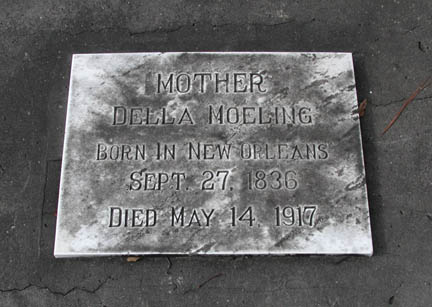 MOTHER
DELLA MOELING
BORN IN NEW ORLEANS
SEPT. 27, 1836
DIED MAY 14, 1917